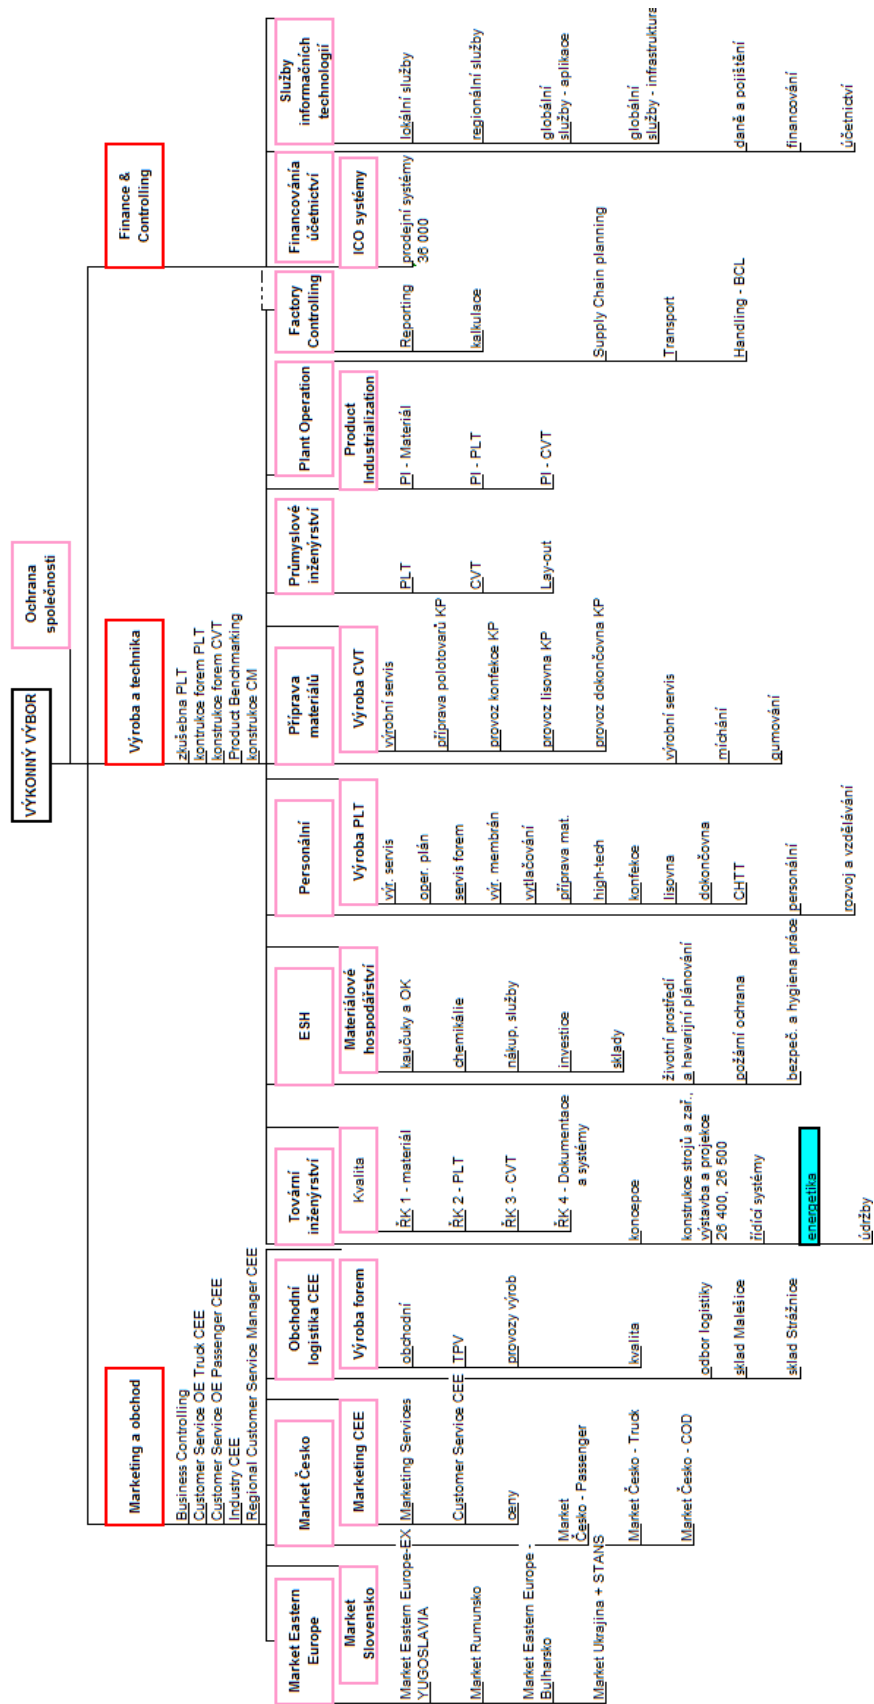 VÝKONNÝ VÝBOR
Ochrana
společnosti
Marketing a obchod
Výroba a technika
Finance &
Controlling
Business Controlling
Customer Service OE Truck CEE
Customer Service OE Passenger CEE
Industry CEE
Regional Customer Service Manager CEE
zkušebna PLT
kontrukce forem PLT
konstrukce forem CVT
Product Benchmarking
konstrukce CM
Market Eastern
Europe
Market
Slovensko
Market Eastern Europe-EX
YUGOSLAVIA
Market Rumunsko
Market Eastern Europe -
Bulharsko
Market Ukrajina + STANS
Market Česko
Marketing CEE
Marketing Services
Customer Service CEE
ceny
Market
Česko - Passenger
Market Česko - Truck
Market Česko - COD
Obchodní
logistika CEE
Výroba forem
obchodní
TPV
provozy výrob
kvalita
odbor logistiky
sklad Malešice
sklad Strážnice
Tovární
inženýrství
Kvalita
ŘK 1 - materiál
ŘK 2 - PLT
ŘK 3 - CVT
ŘK 4 - Dokumentace
a systémy
koncepce
konstrukce strojů a zař.,
výstavba a projekce
26 400, 26 500
řídící systémy
energetika
údržby
ESH
Materiálové
hospodářství
kaučuky a OK
chemikálie
nákup, služby
investice
sklady
životní prostředí
a havarijní plánování
požární ochrana
bezpeč. a hygiena práce
Personální
Výroba PLT
výr. servis
oper. plán
servis forem
výr. membrán
vytlačování
příprava mat.
high-tech
konfekce
lisovna
dokončovna
CHTT
personální
rozvoj a vzdělávání
Příprava
materiálů
Výroba CVT
výrobní servis
příprava polotovarů KP
provoz konfekce KP
provoz lisovna KP
provoz dokončovna KP
výrobní servis
míchání
gumování
Průmyslové
inženýrství
PLT
CVT
Lay-out
Plant Operation
Product
Industrialization
PI - Materiál
PI - PLT
PI - CVT
Supply Chain planning
Transport
Handling - BCL
Factory
Controlling
Reporting
kalkulace
Financovánía
účetnictví
ICO systémy
prodejní systémy
36 000
Služby
informačních
technologií
lokální služby
regionální služby
globální
služby - aplikace
globální
služby - infrastruktura
daně a pojištění
financování
účetnictví